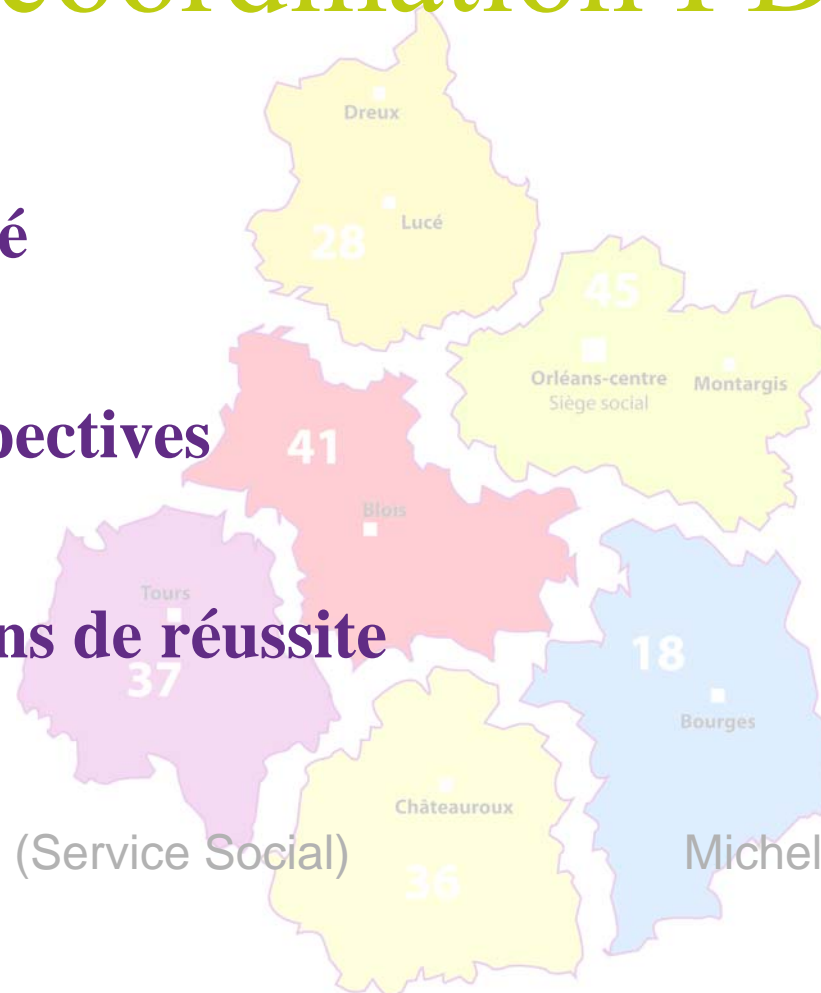 coordination PD
Dreux
é
Lucé
28
45
Orléans-centre
Siège social
Montargis
pectives
41
Blois
Tours
ns de réussite
37
18
Bourges
Châteauroux
(Service Social)
Michel
36